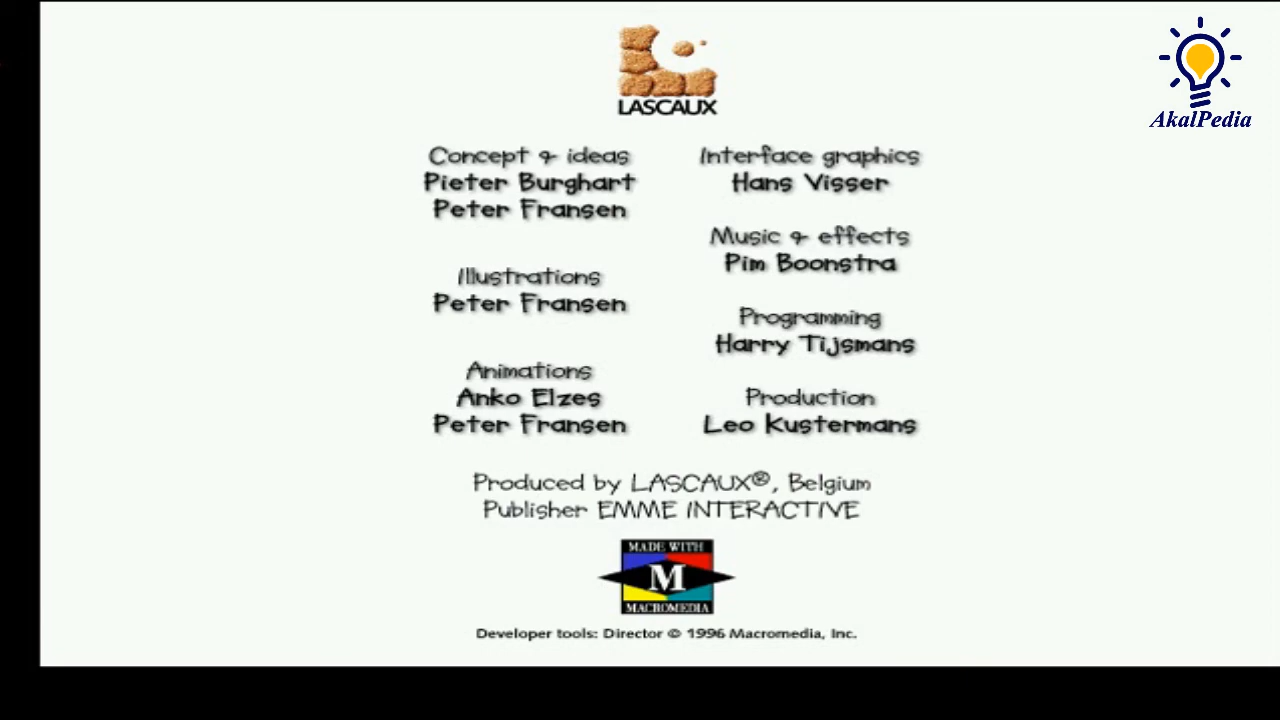 LASCAUX
AkalPedia
Concept & ideas
Pieter Burghart
Peter Fransen
Illustrations
Peter Fransen
Animations
Anko Elzes
Peter Fransen
Interface graphics
Hans Visser
Music & effects
Pim Boonstra
Programming
Harry Tijsmans
Production
Leo Kustermans
Produced by LASCAUX®, Belgium
Publisher EMME INTERACTIVE
MADE WITH
M
MACROMEDIA
Developer tools: Director © 1996 Macromedia, Inc.